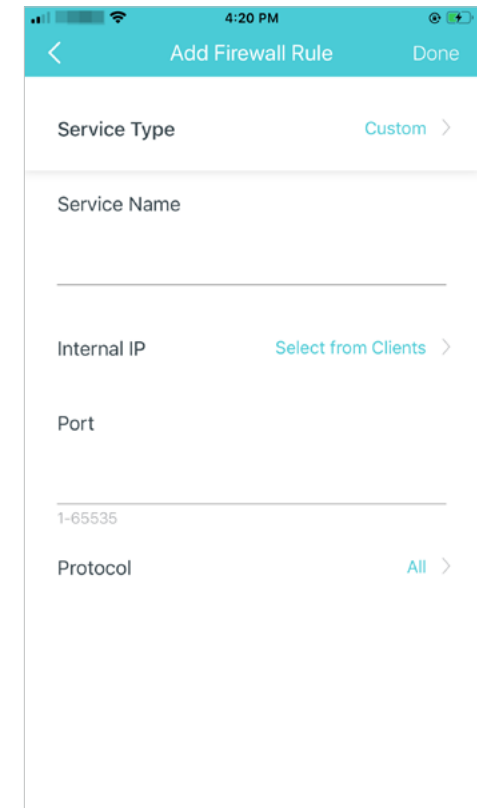 4:20 PM
Add Firewall Rule Done
Service Type Custom
Service Name
Internal IP Select from Clients
Port
1-65535
Protocol All